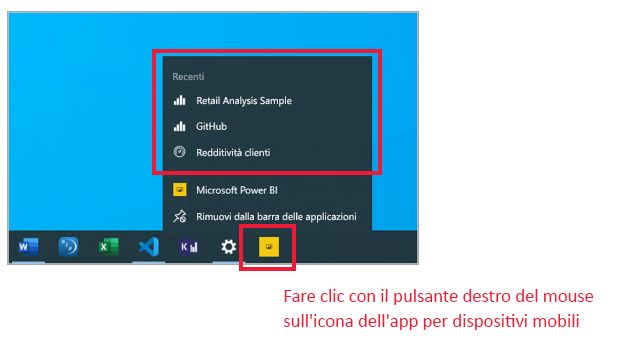 Recenti
Retail Analysis Sample
GitHub
Redditività clienti
Microsoft Power BI
Rimuovi dalla barra delle applicazioni
W
X
K
Fare clic con il pulsante destro del mouse
sull'icona dell'app per dispositivi mobili